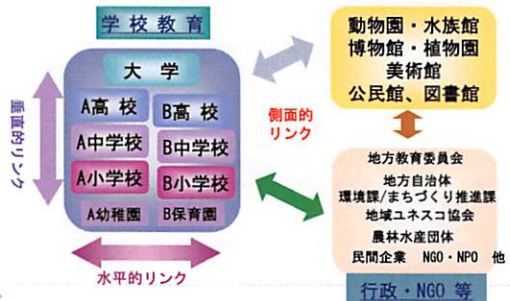 学校教育
大 学
A高 校
B高 校
A中学校
B中学校
A小学校
B小学校
A幼稚園
B保育園
垂直的リンク
水平的リンク
側面的
リンク
動物園・水族館
博物館・植物園
美術館
公民館、図書館
地方教育委員会
地方自治体
環境課/まちづくり推進課
地域ユネスコ協会
農林水産団体
民間企業 NGO・NPO 他
行政・NGO 等